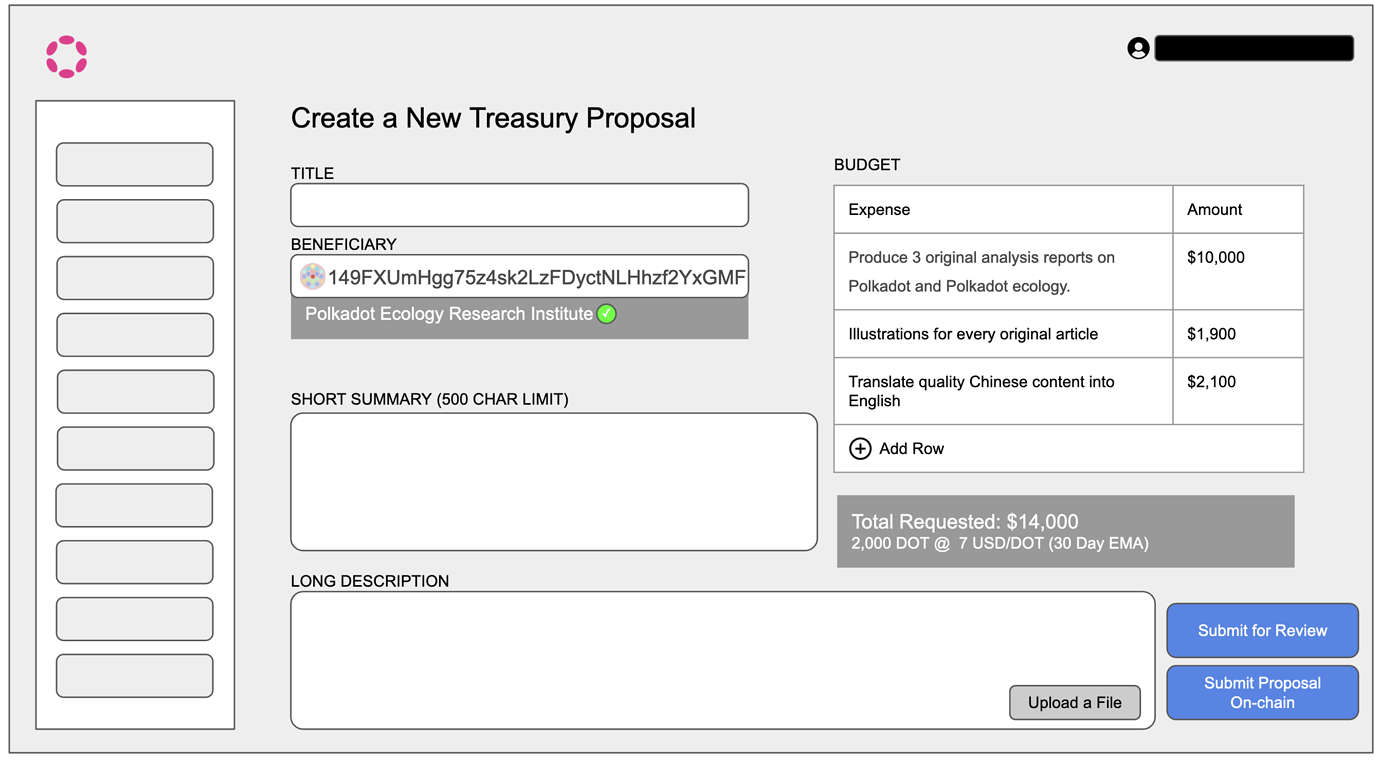 Create a New Treasury Proposal
TITLE
BENEFICIARY
149FXUmHgg75z4sk2LzFDyctNLHhzf2YxGMF
Polkadot Ecology Research Institute
SHORT SUMMARY (500 CHAR LIMIT)
LONG DESCRIPTION
Upload a File
BUDGET
Expense Amount
Produce 3 original analysis reports on $10,000
Polkadot and Polkadot ecology.
Illustrations for every original article $1,900
Translate quality Chinese content into $2,100
English
Add Row
Total Requested: $14,000
2,000 DOT @ 7 USD/DOT (30 Day EMA)
Submit for Review
Submit Proposal
On-chain